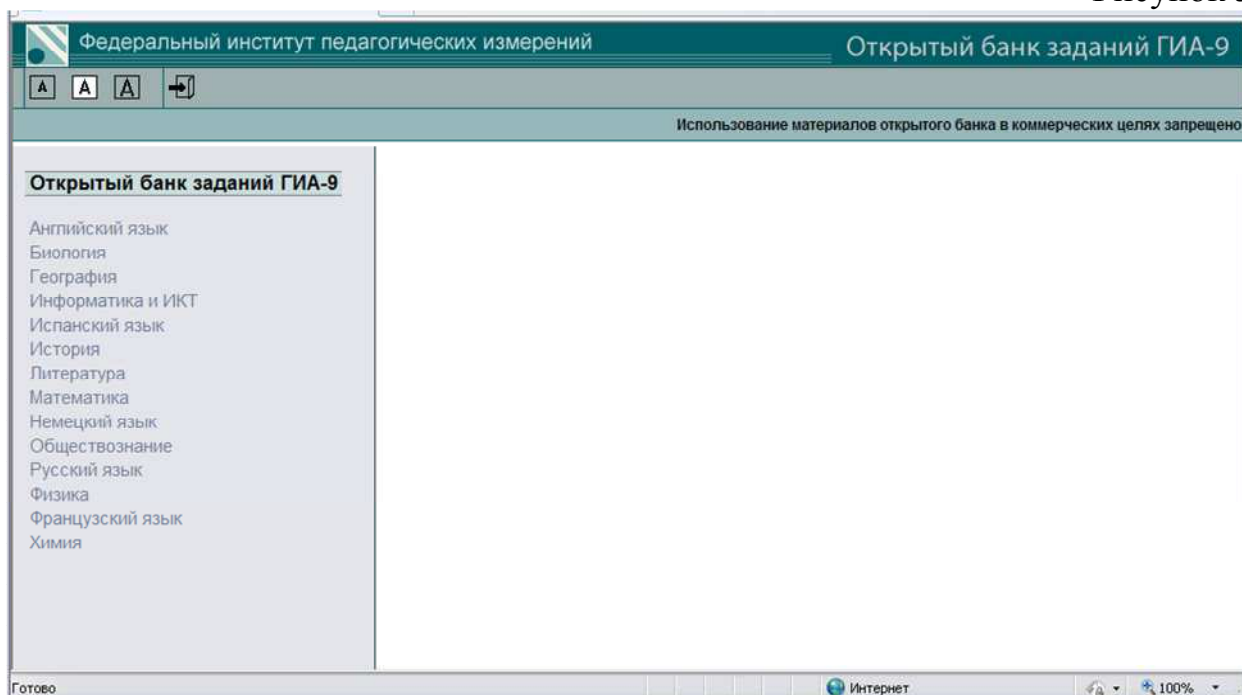 Федеральный институт педагогических измерений
Открытый банк заданий ГИА-9
A A A
Использование материалов открытого банка в коммерческих целях запрещено
Открытый банк заданий ГИА-9
Английский язык
Биология
География
Информатика и ИКТ
Испанский язык
История
Литература
Математика
Немецкий язык
Обществознание
Русский язык
Физика
Французский язык
Химия
Готово
Интернет
100%